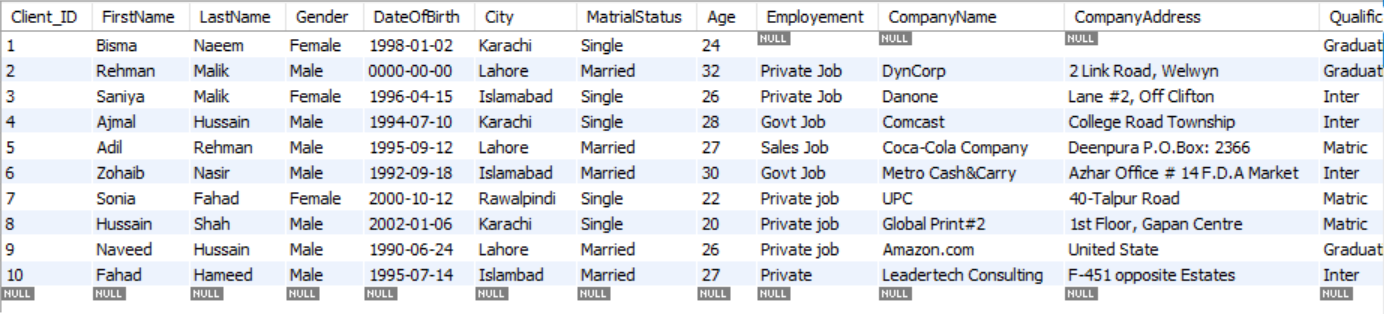 Client_ID FirstName LastName Gender DateOfBirth City MatrialStatus Age Employement CompanyName CompanyAddress Qualific
1 Bisma Naeem Female 1998-01-02 Karachi Single 24 NULL NULL NULL Graduat
2 Rehman Malik Male 0000-00-00 Lahore Married 32 Private Job DynCorp 2 Link Road, Welwyn Graduat
3 Saniya Malik Female 1996-04-15 Islamabad Single 26 Private Job Danone Lane #2, Off Clifton Inter
4 Ajmal Hussain Male 1994-07-10 Karachi Single 28 Govt Job Comcast College Road Township Inter
5 Adil Rehman Male 1995-09-12 Lahore Married 27 Sales Job Coca-Cola Company Deenpura P.O.Box: 2366 Matric
6 Zohaib Nasir Male 1992-09-18 Islamabad Married 30 Govt Job Metro Cash&Carry Azhar Office # 14 F.D.A Market Inter
7 Sonia Fahad Female 2000-10-12 Rawalpindi Single 22 Private job UPC 40-Talpur Road Matric
8 Hussain Shah Male 2002-01-06 Karachi Single 20 Private job Global Print#2 1st Floor, Gapan Centre Matric
9 Naveed Hussain Male 1990-06-24 Lahore Married 26 Private job Amazon.com United State Graduat
10 Fahad Hameed Male 1995-07-14 Islambad Married 27 Private Leadertech Consulting F-451 opposite Estates Inter
NULL NULL NULL NULL NULL NULL NULL NULL NULL NULL NULL NULL